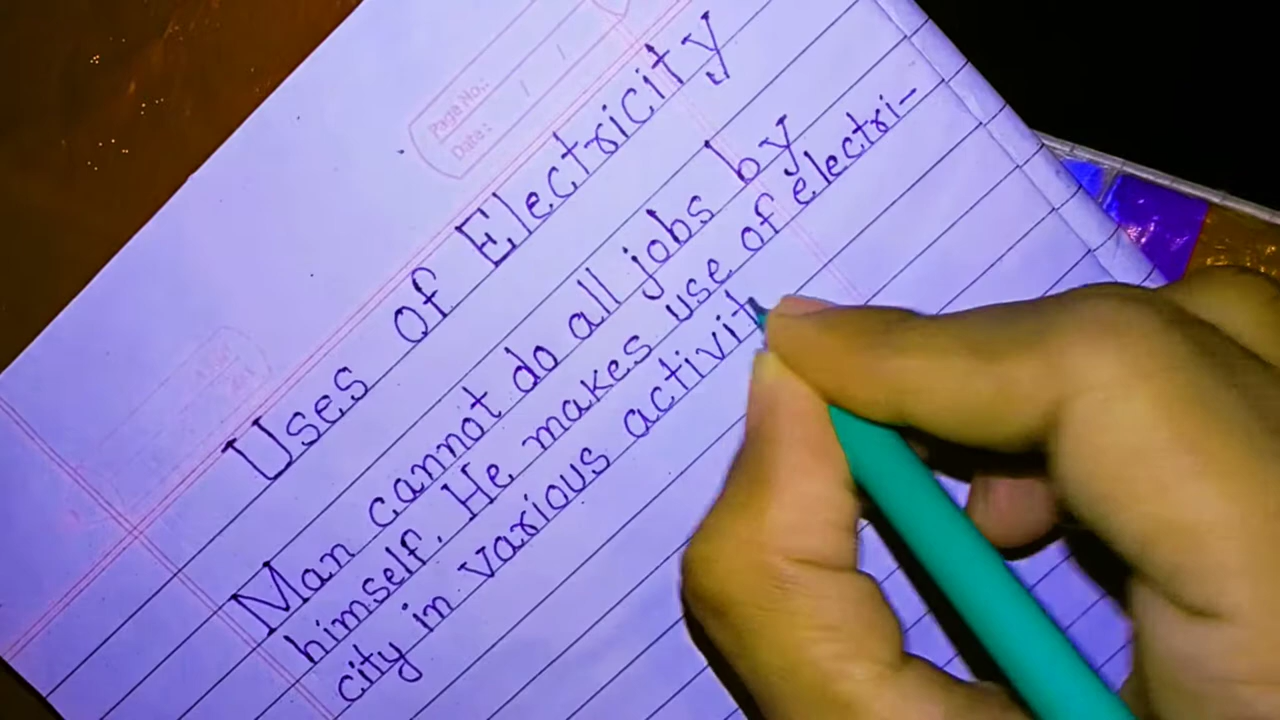 Page No.:
Date: / /
Uses of Electricity
Man cannot do all jobs by
himself. He makes use of electri-
city in various activit